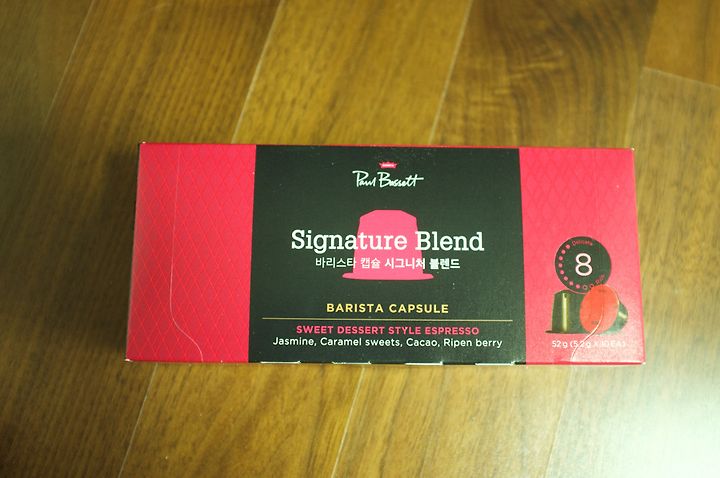 Paul Bassett
Signature Blend
바리스타 캡슐 시그니처 블렌드
BARISTA CAPSULE
SWEET DESSERT STYLE ESPRESSO
Jasmine, Caramel sweets, Cacao, Ripen berry
Delicate
8
52g (5.2g X 10 EA)